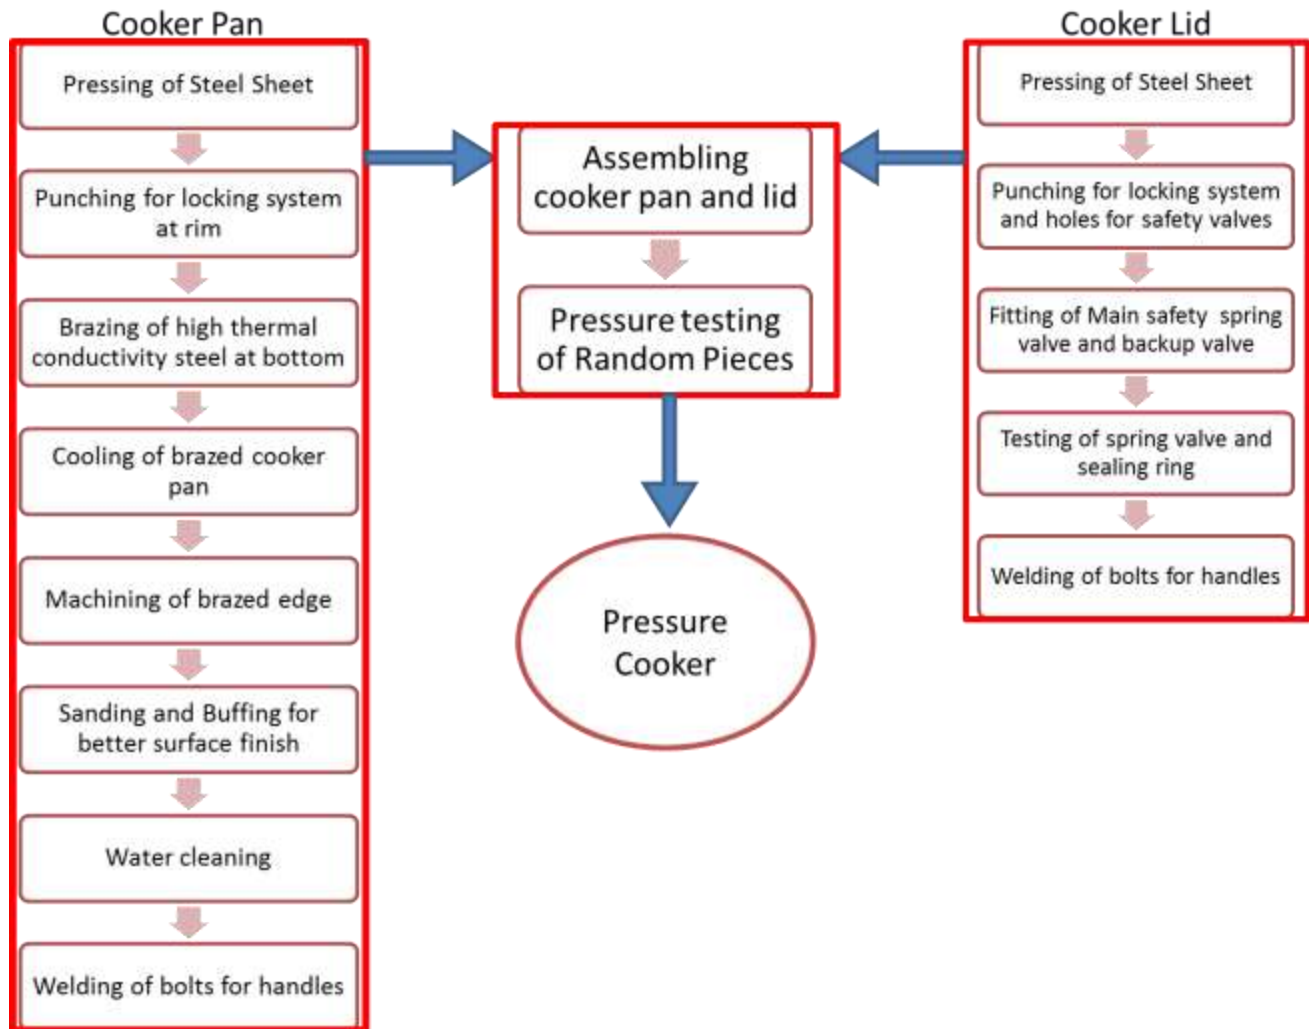 Cooker Pan
Pressing of Steel Sheet
Punching for locking system
at rim
Brazing of high thermal
conductivity steel at bottom
Cooling of brazed cooker
pan
Machining of brazed edge
Sanding and Buffing for
better surface finish
Water cleaning
Welding of bolts for handles
Assembling
cooker pan and lid
Pressure testing
of Random Pieces
Pressure
Cooker
Cooker Lid
Pressing of Steel Sheet
Punching for locking system
and holes for safety valves
Fitting of Main safety spring
valve and backup valve
Testing of spring valve and
sealing ring
Welding of bolts for handles